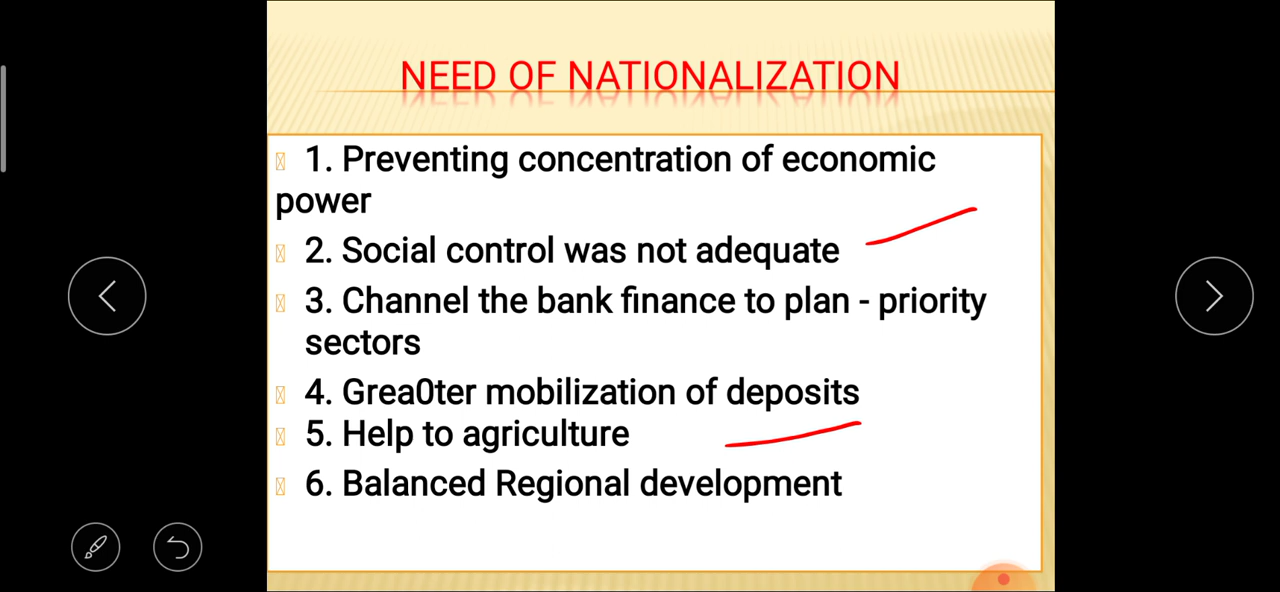 NEED OF NATIONALIZATION
1. Preventing concentration of economic
power
2. Social control was not adequate
3. Channel the bank finance to plan - priority
sectors
4. Grea0ter mobilization of deposits
5. Help to agriculture
6. Balanced Regional development